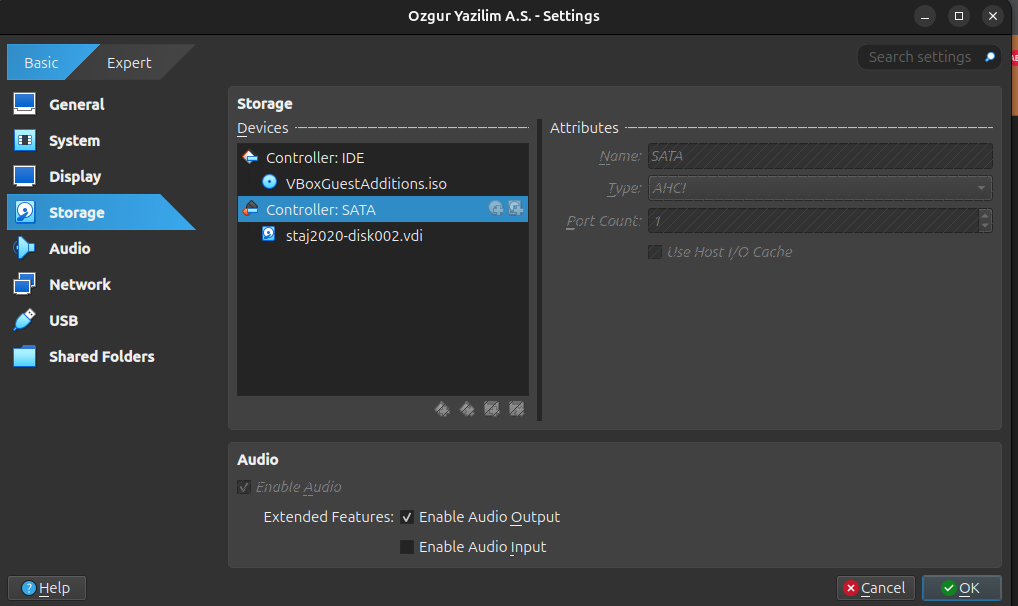 Ozgur Yazilim A.S. - Settings
Basic
Expert
Search settings
General
System
Display
Storage
Audio
Network
USB
Shared Folders
Storage
Devices
Controller: IDE
VBoxGuestAdditions.iso
Controller: SATA
staj2020-disk002.vdi
Attributes
Name: SATA
Type: AHCI
Port Count: 1
Use Host I/O Cache
Audio
Enable Audio
Extended Features: Enable Audio Output
Enable Audio Input
Help
Cancel
OK